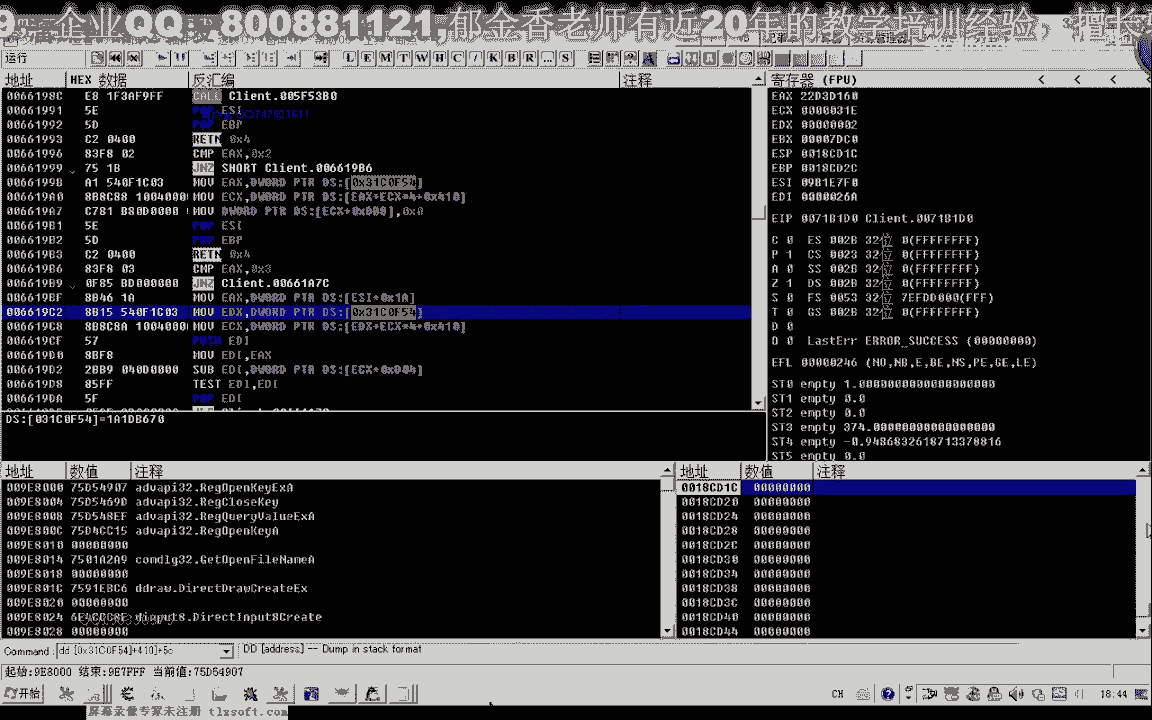 企业QQ：800881121,郁金香老师有近20年的教学培训经验，擅长
运行 L E M T W H C / K B R ... S
地址 HEX 数据 反汇编 注释
0066198C E8 1F3AF9FF CALL Client.005F53B0
00661991 5E POP ESI
00661992 5D POP EBP
00661993 C2 0400 RETN 0x4
00661996 83F8 02 CMP EAX,0x2
00661999 75 1B JNZ SHORT Client.006619B6
0066199B A1 540F1C03 MOV EAX,DWORD PTR DS:[0x31C0F54]
006619A0 8B8C88 1004000 MOV ECX,DWORD PTR DS:[EAX+ECX*4+0x410]
006619A7 C781 B80D0000 MOV DWORD PTR DS:[ECX+0xDB8],0x0
006619B1 5E POP ESI
006619B2 5D POP EBP
006619B3 C2 0400 RETN 0x4
006619B6 83F8 03 CMP EAX,0x3
006619B9 0F85 BD000000 JNZ Client.00661A7C
006619BF 8B46 1A MOV EAX,DWORD PTR DS:[ESI+0x1A]
006619C2 8B15 540F1C03 MOV EDX,DWORD PTR DS:[0x31C0F54]
006619C8 8B8C8A 1004000 MOV ECX,DWORD PTR DS:[EDX+ECX*4+0x410]
006619CF 57 PUSH EDI
006619D0 8BF8 MOV EDI,EAX
006619D2 2BB9 040D0000 SUB EDI,DWORD PTR DS:[ECX+0xD04]
006619D8 85FF TEST EDI,EDI
006619DA 5F POP EDI
DS:[031C0F54]=1A1DB670
寄存器 (FPU) < < <
EAX 22D3D160
ECX 0000031E
EDX 00000002
EBX 00007DC0
ESP 0018CD1C
EBP 0018CD2C
ESI 09B1E7F0
EDI 0000026A
EIP 0071B1D0 Client.0071B1D0
C 0 ES 002B 32位 0(FFFFFFFF)
P 1 CS 0023 32位 0(FFFFFFFF)
A 0 SS 002B 32位 0(FFFFFFFF)
Z 1 DS 002B 32位 0(FFFFFFFF)
S 0 FS 0053 32位 7EFDD000(FFF)
T 0 GS 002B 32位 0(FFFFFFFF)
D 0
O 0 LastErr ERROR_SUCCESS (00000000)
EFL 00000246 (NO,NB,E,BE,NS,PE,GE,LE)
ST0 empty 1.0000000000000000000
ST1 empty 0.0
ST2 empty 0.0
ST3 empty 374.00000000000000000
ST4 empty -0.9486832618713378816
ST5 empty 0.0
地址 数值 注释
009E8000 75D54907 advapi32.RegOpenKeyExA
009E8004 75D5469D advapi32.RegCloseKey
009E8008 75D548EF advapi32.RegQueryValueExA
009E800C 75D4CC15 advapi32.RegOpenKeyA
009E8010 00000000
009E8014 7501A2A9 comdlg32.GetOpenFileNameA
009E8018 00000000
009E801C 7591EBC6 ddraw.DirectDrawCreateEx
009E8020 00000000
009E8024 dinput8.DirectInput8Create
009E8028 00000000
地址 数值 注释
0018CD1C 00000000
0018CD20 00000000
0018CD24 00000000
0018CD28 00000000
0018CD2C 00000000
0018CD30 00000000
0018CD34 00000000
0018CD38 00000000
0018CD3C 00000000
0018CD40 00000000
0018CD44 00000000
Command : dd [0x31C0F54]+410]+5c DD [address] -- Dump in stack format
起始:9E8000 结束:9E7FFF 当前值:75D54907
开始 CH 18:44
屏幕录像专家未注册 tlxsoft.com